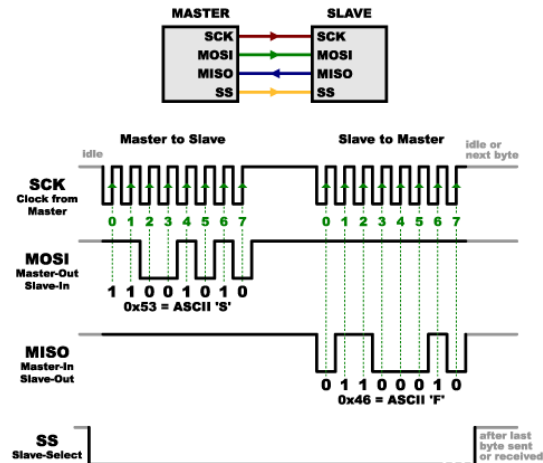 MASTER SLAVE
SCK SCK
MOSI MOSI
MISO MISO
SS SS
Master to Slave Slave to Master
idle
idle or
next byte
SCK
Clock from
Master
0 1 2 3 4 5 6 7 0 1 2 3 4 5 6 7
MOSI
Master-Out
Slave-In
1 1 0 0 1 0 1 0
0x53 = ASCII 'S'
MISO
Master-In
Slave-Out
0 1 1 0 0 0 1 0
0x46 = ASCII 'F'
SS
Slave-Select
after last
byte sent
or received